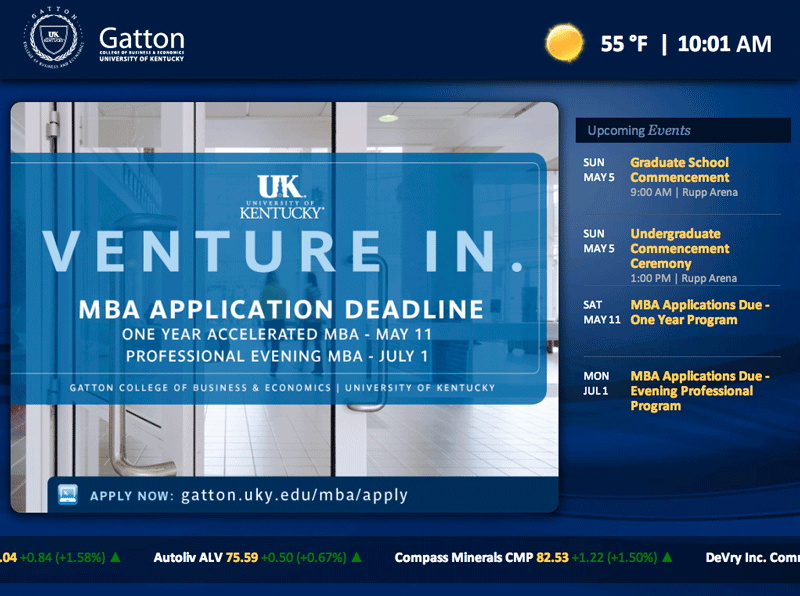 GATTON
UK
KENTUCKY
COLLEGE OF BUSINESS AND ECONOMICS
Gatton
COLLEGE OF BUSINESS & ECONOMICS
UNIVERSITY OF KENTUCKY
55 °F | 10:01 AM
UK
UNIVERSITY OF
KENTUCKY
VENTURE IN.
MBA APPLICATION DEADLINE
ONE YEAR ACCELERATED MBA - MAY 11
PROFESSIONAL EVENING MBA - JULY 1
GATTON COLLEGE OF BUSINESS & ECONOMICS | UNIVERSITY OF KENTUCKY
APPLY NOW: gatton.uky.edu/mba/apply
Upcoming Events
SUN
MAY 5
Graduate School
Commencement
9:00 AM | Rupp Arena
SUN
MAY 5
Undergraduate
Commencement
Ceremony
1:00 PM | Rupp Arena
SAT
MAY 11
MBA Applications Due -
One Year Program
MON
JUL 1
MBA Applications Due -
Evening Professional
Program
.04 +0.84 (+1.58%) ▲ Autoliv ALV 75.59 +0.50 (+0.67%) ▲ Compass Minerals CMP 82.53 +1.22 (+1.50%) ▲ DeVry Inc.